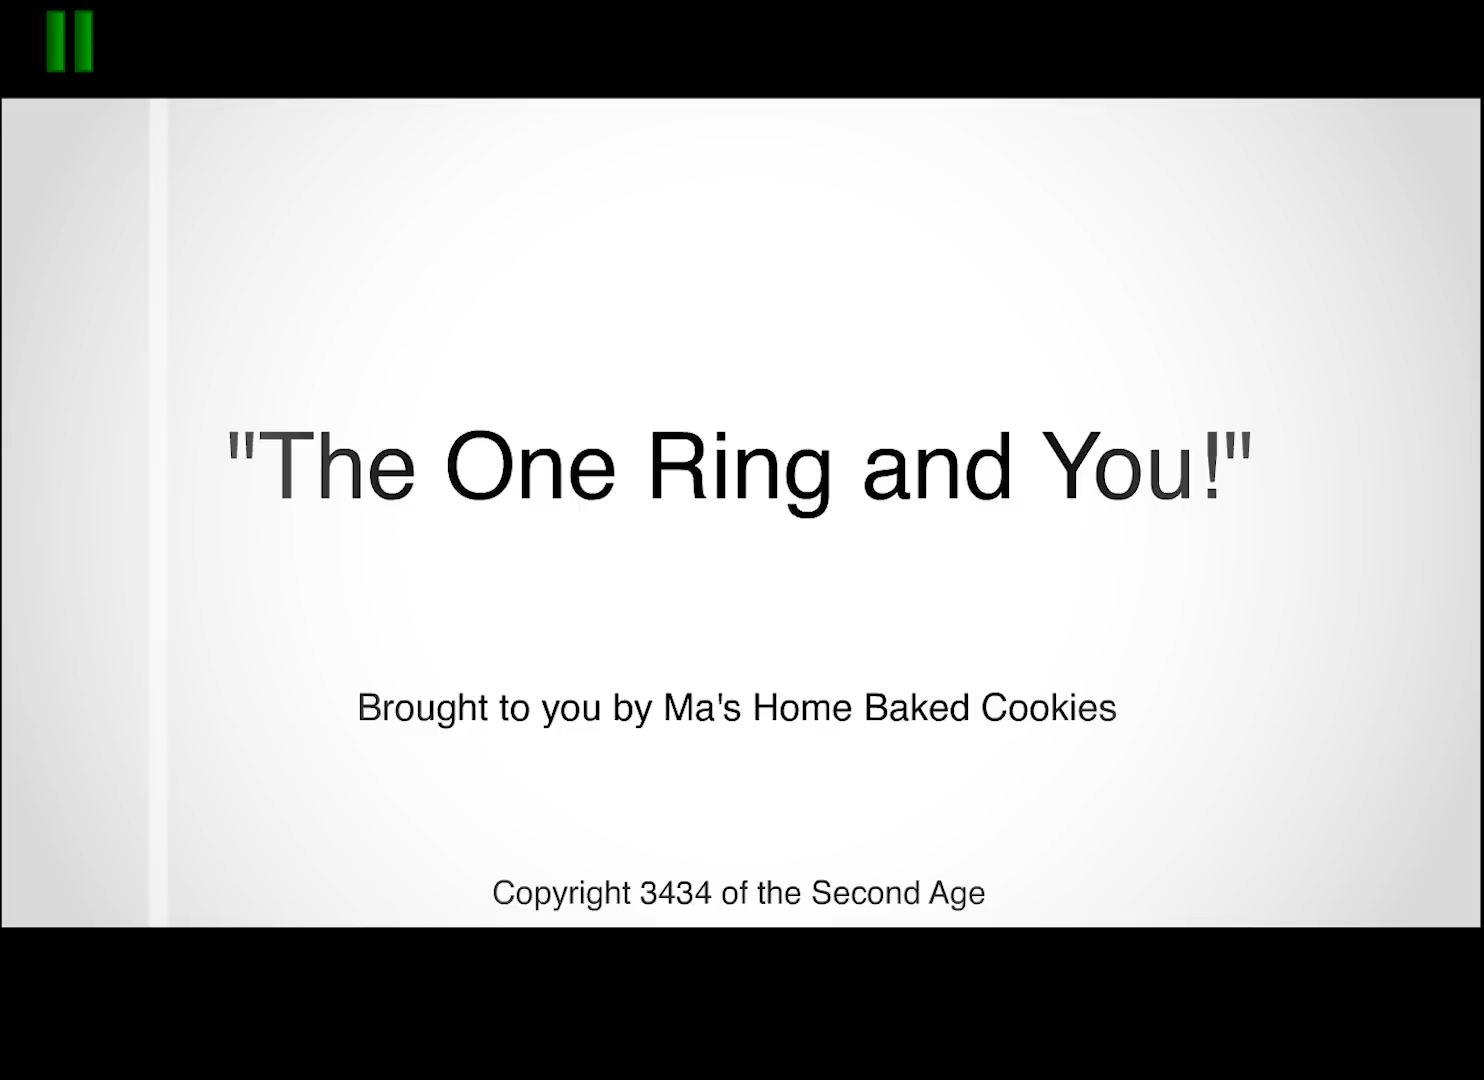 "The One Ring and You!"
Brought to you by Ma's Home Baked Cookies
Copyright 3434 of the Second Age